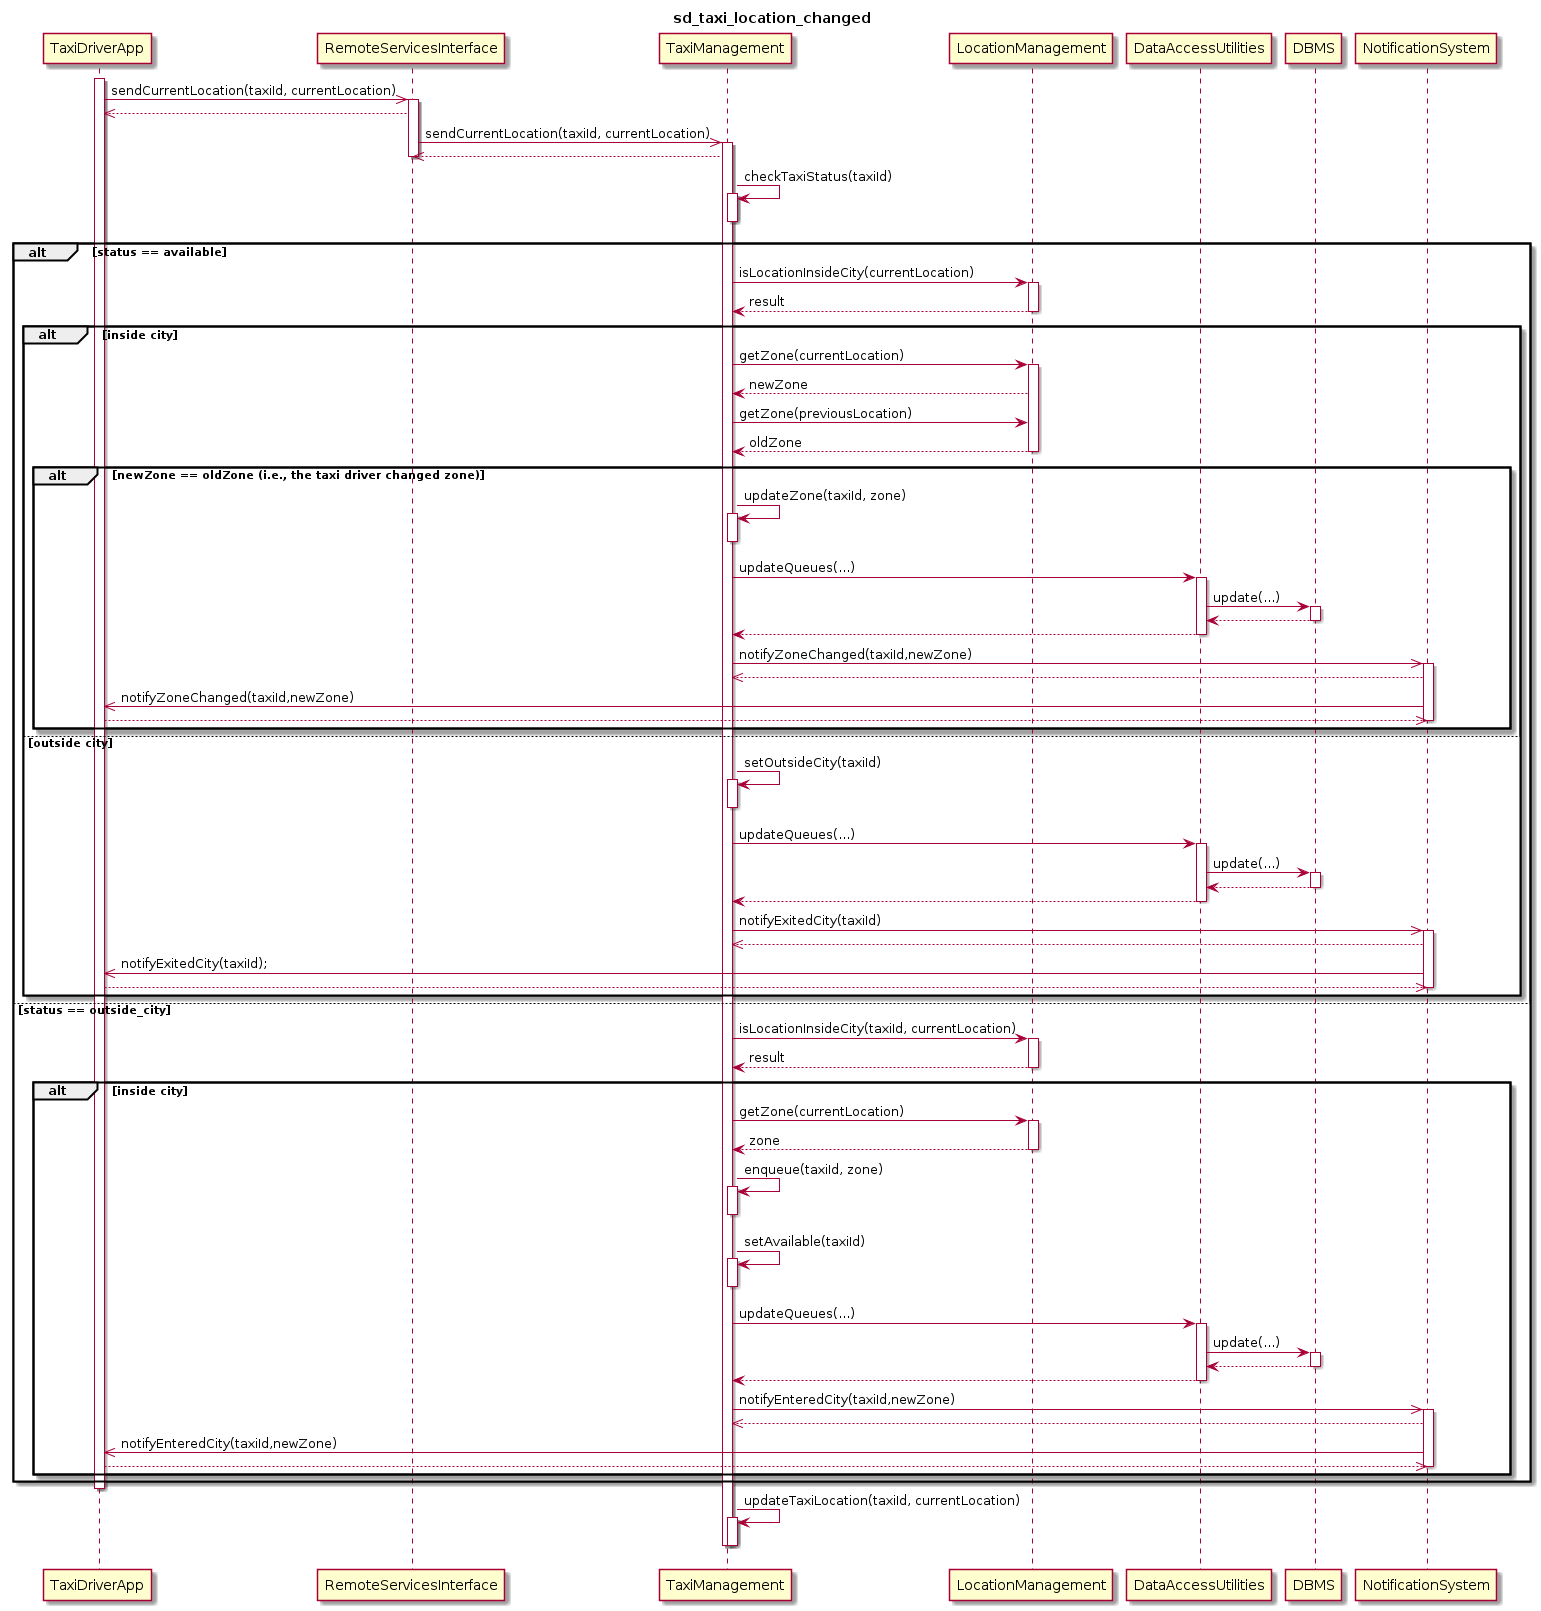 sd_taxi_location_changed
TaxiDriverApp RemoteServicesInterface TaxiManagement LocationManagement DataAccessUtilities DBMS NotificationSystem
sendCurrentLocation(taxiId, currentLocation)
sendCurrentLocation(taxiId, currentLocation)
checkTaxiStatus(taxiId)
alt [status == available]
isLocationInsideCity(currentLocation)
result
alt [inside city]
getZone(currentLocation)
newZone
getZone(previousLocation)
oldZone
alt [newZone == oldZone (i.e., the taxi driver changed zone)]
updateZone(taxiId, zone)
updateQueues(...)
update(...)
notifyZoneChanged(taxiId,newZone)
notifyZoneChanged(taxiId,newZone)
[outside city]
setOutsideCity(taxiId)
updateQueues(...)
update(...)
notifyExitedCity(taxiId)
notifyExitedCity(taxiId);
[status == outside_city]
isLocationInsideCity(taxiId, currentLocation)
result
alt [inside city]
getZone(currentLocation)
zone
enqueue(taxiId, zone)
setAvailable(taxiId)
updateQueues(...)
update(...)
notifyEnteredCity(taxiId,newZone)
notifyEnteredCity(taxiId,newZone)
updateTaxiLocation(taxiId, currentLocation)
TaxiDriverApp RemoteServicesInterface TaxiManagement LocationManagement DataAccessUtilities DBMS NotificationSystem